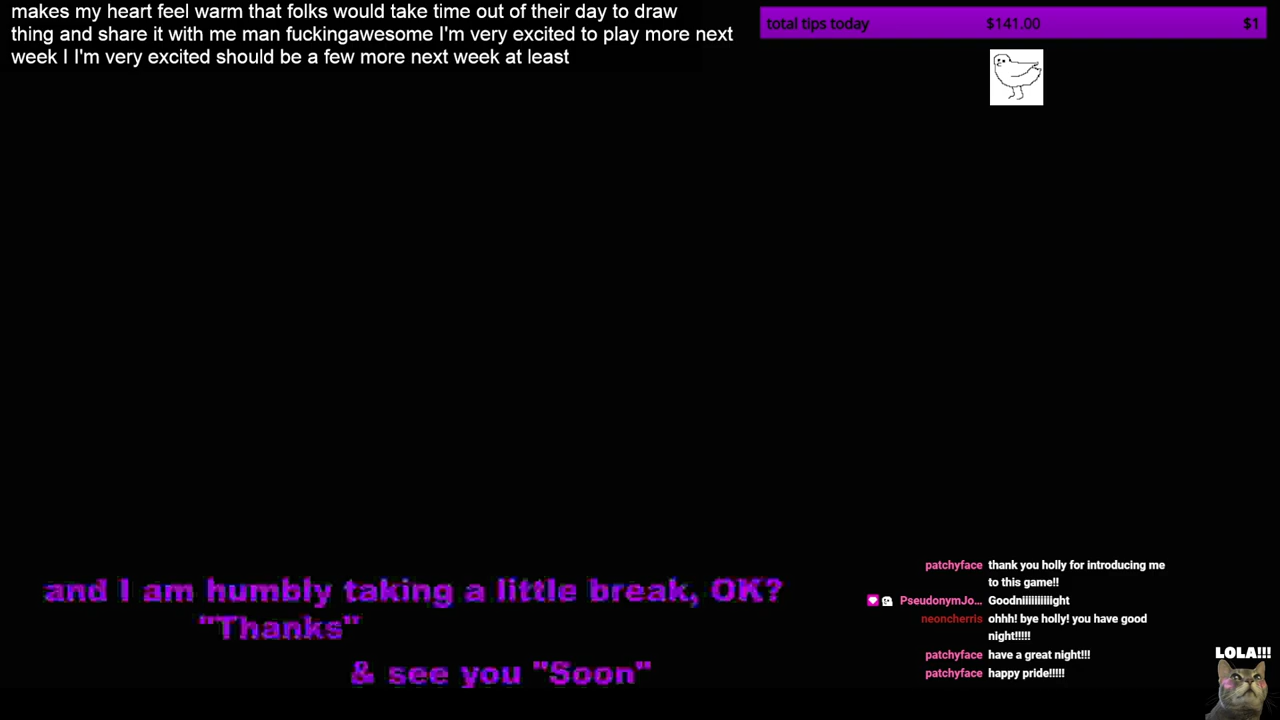 makes my heart feel warm that folks would take time out of their day to draw
thing and share it with me man fuckingawesome I'm very excited to play more next
week I I'm very excited should be a few more next week at least
total tips today $141.00 $1
and I am humbly taking a little break, OK?
"Thanks"
& see you "Soon"
patchyface thank you holly for introducing me
to this game!!
PseudonymJo... Goodniiiiiiiiiight
neoncherris ohhh! bye holly! you have good
night!!!!!
patchyface have a great night!!!
patchyface happy pride!!!!!
LOLA!!!